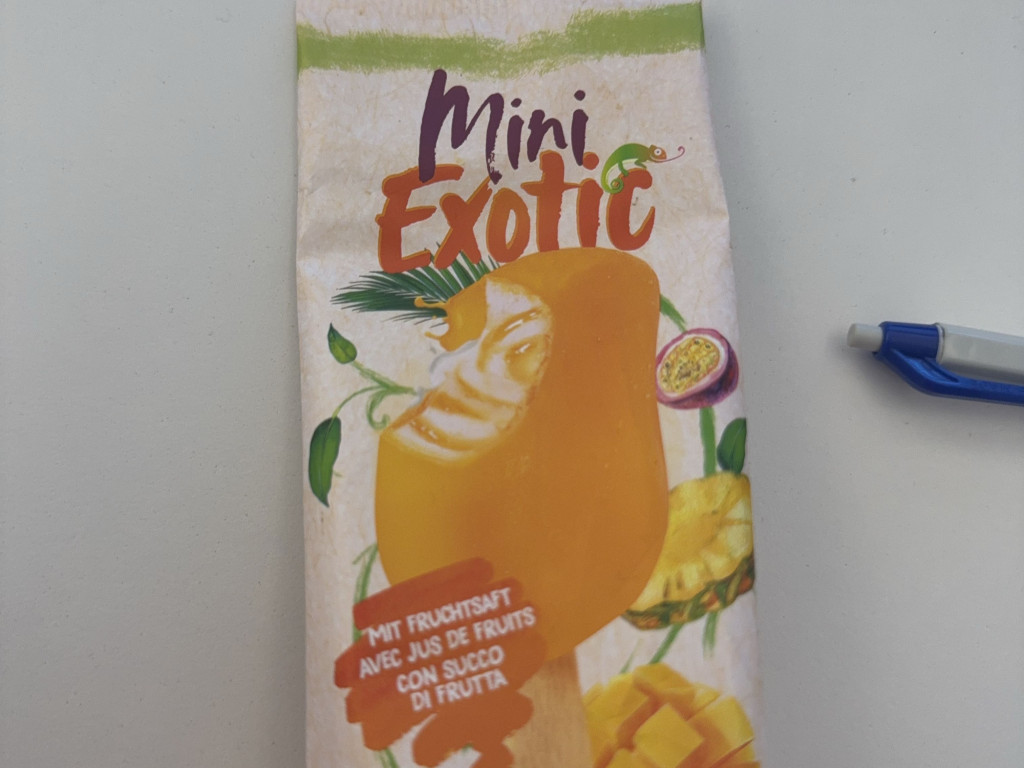 Mini
Exotic
MIT FRUCHTSAFT
AVEC JUS DE FRUITS
CON SUCCO
DI FRUTTA